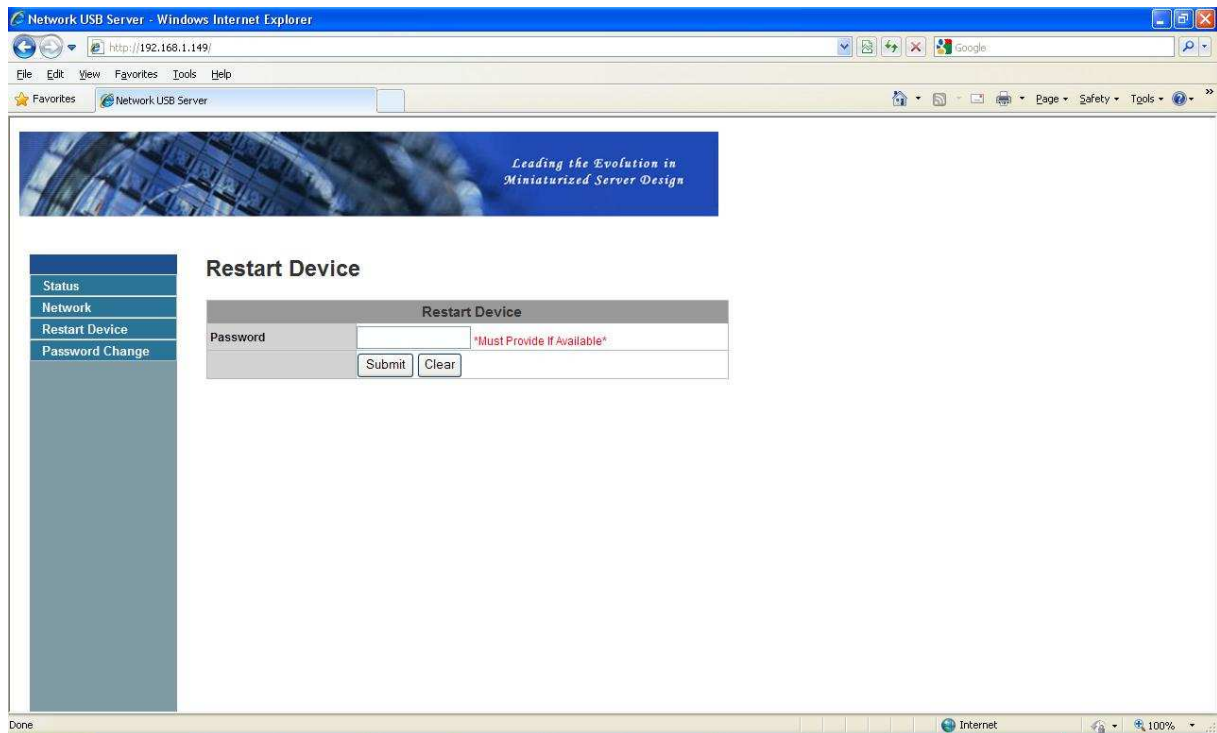 Network USB Server - Windows Internet Explorer
http://192.168.1.149/
Google
File Edit View Favorites Tools Help
Favorites Network USB Server Page Safety Tools
Leading the Evolution in
Miniaturized Server Design
Restart Device
Status
Network
Restart Device
Password Change
Restart Device
Password *Must Provide If Available*
Submit Clear
Done Internet 100%